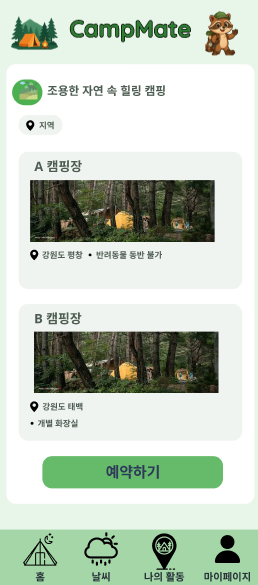 CampMate
조용한 자연 속 힐링 캠핑
지역
A 캠핑장
강원도 평창 • 반려동물 동반 불가
B 캠핑장
강원도 태백
• 개별 화장실
예약하기
홈 날씨 나의 활동 마이페이지